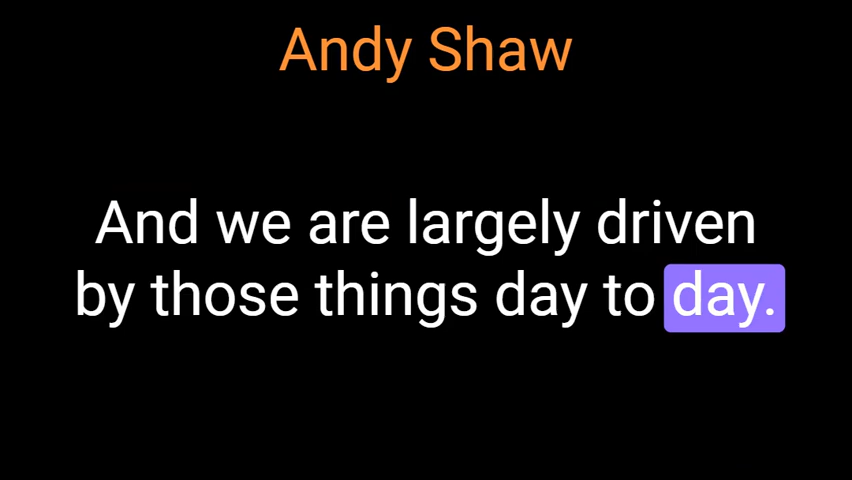 Andy Shaw
And we are largely driven
by those things day to day.